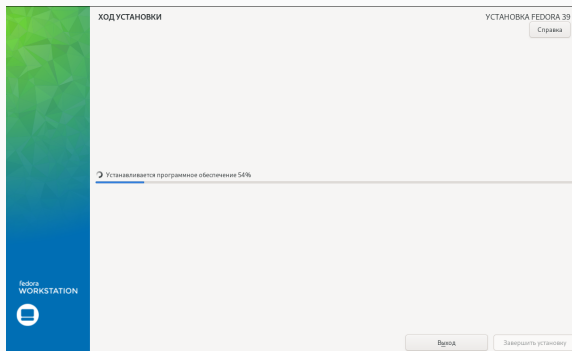 ХОД УСТАНОВКИ
УСТАНОВКА FEDORA 39
Справка
Устанавливается программное обеспечение 54%
fedora
WORKSTATION
Выход
Завершить установку